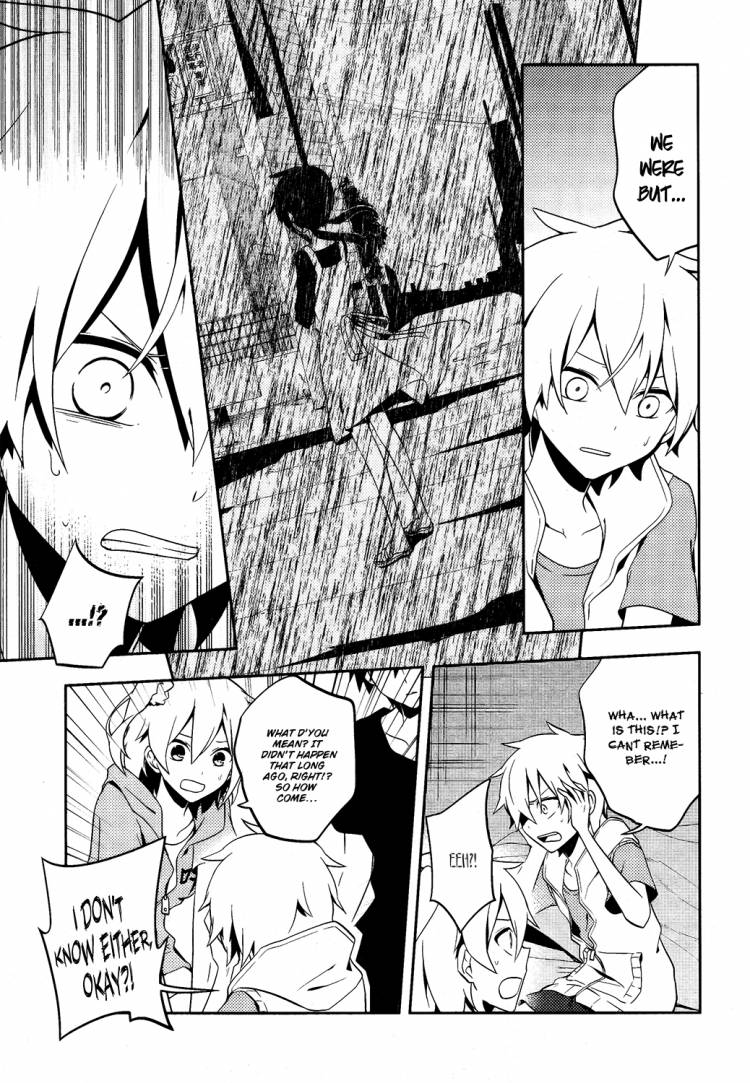 WE
WERE
BUT...
...!?
WHA... WHAT
IS THIS!? I
CANT REME-
BER...!
EEH?!
WHAT D'YOU
MEAN? IT
DIDN'T HAPPEN
THAT LONG
AGO, RIGHT!?
SO HOW
COME...
I DON'T
KNOW EITHER,
OKAY?!